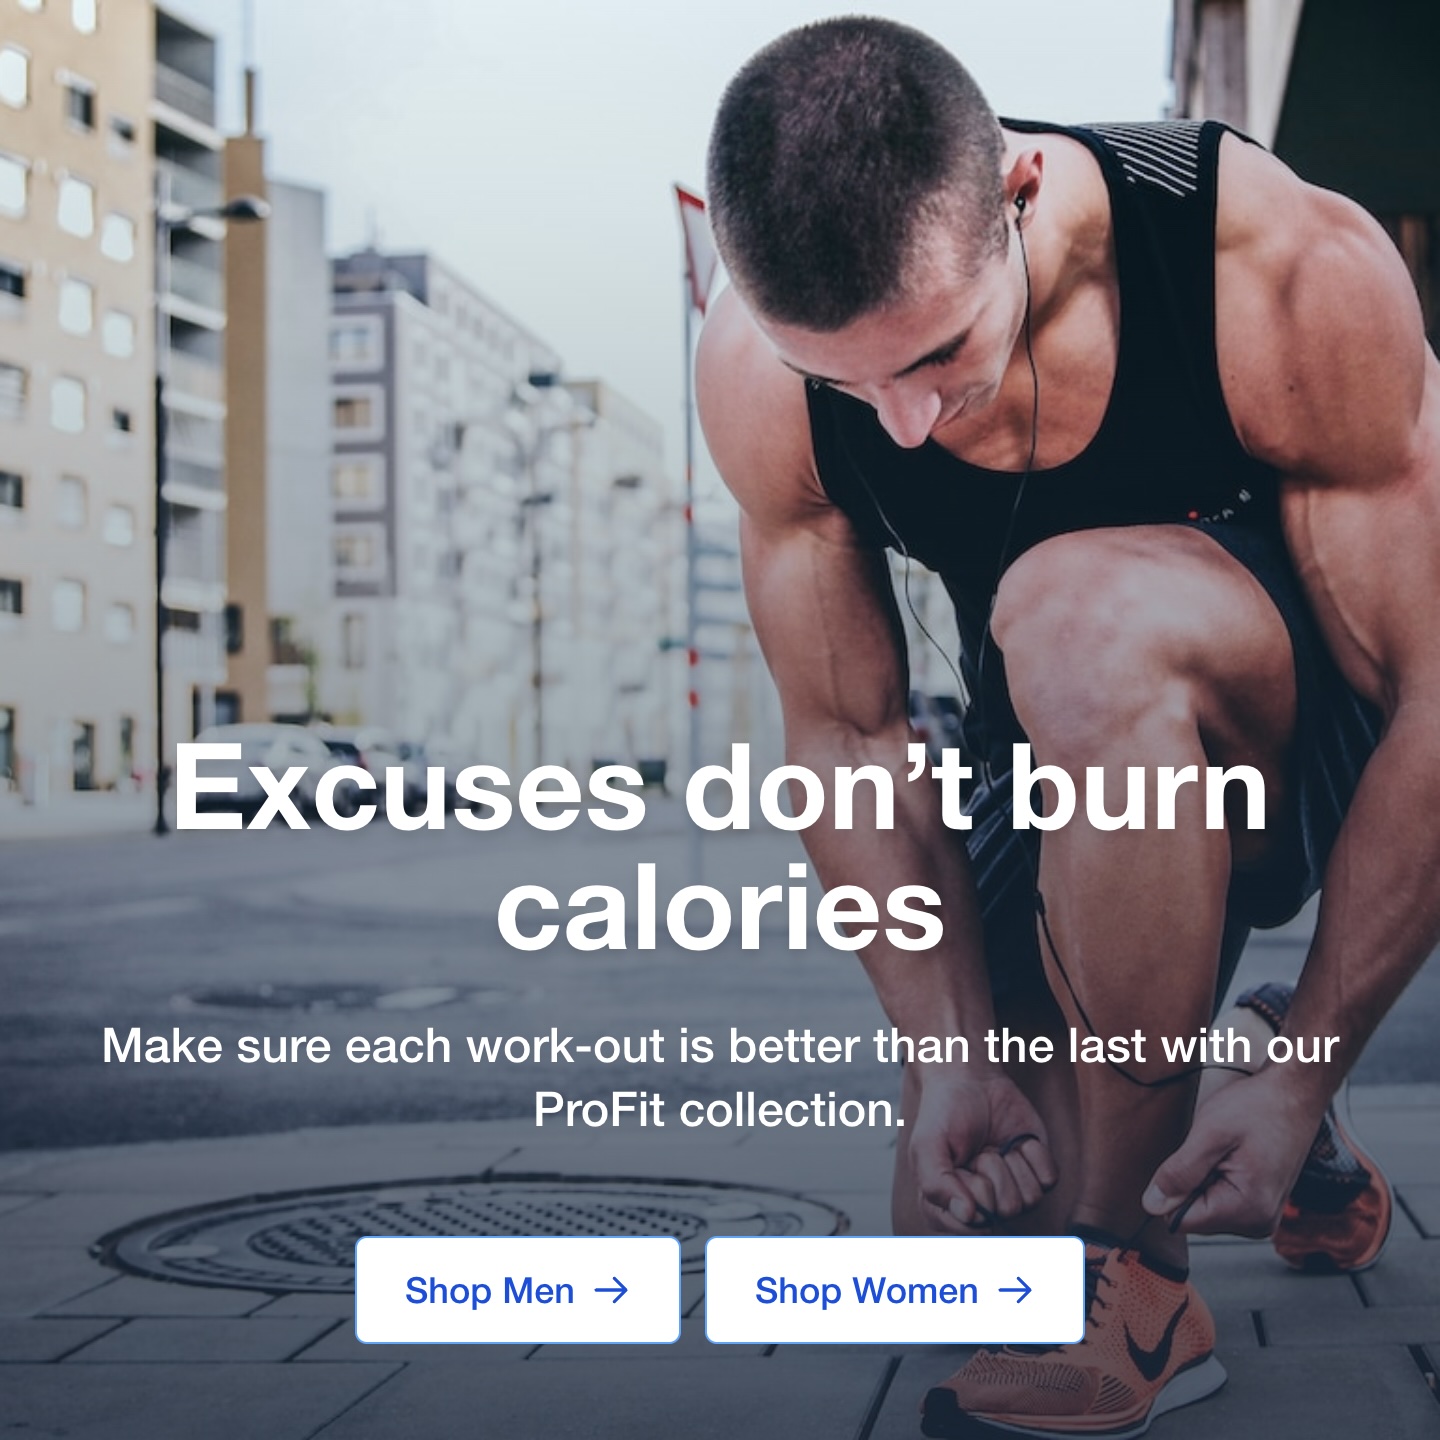 Excuses don’t burn
calories
Make sure each work-out is better than the last with our
ProFit collection.
Shop Men →
Shop Women →